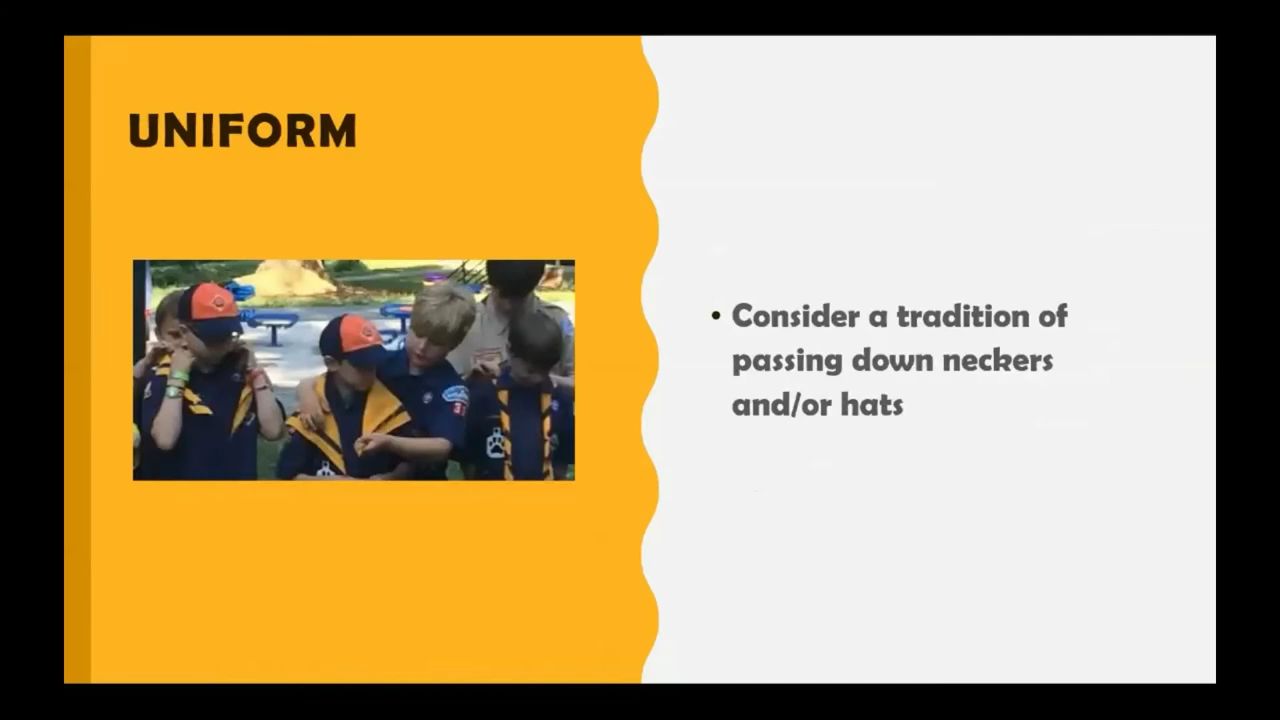 UNIFORM
• Consider a tradition of
passing down neckers
and/or hats